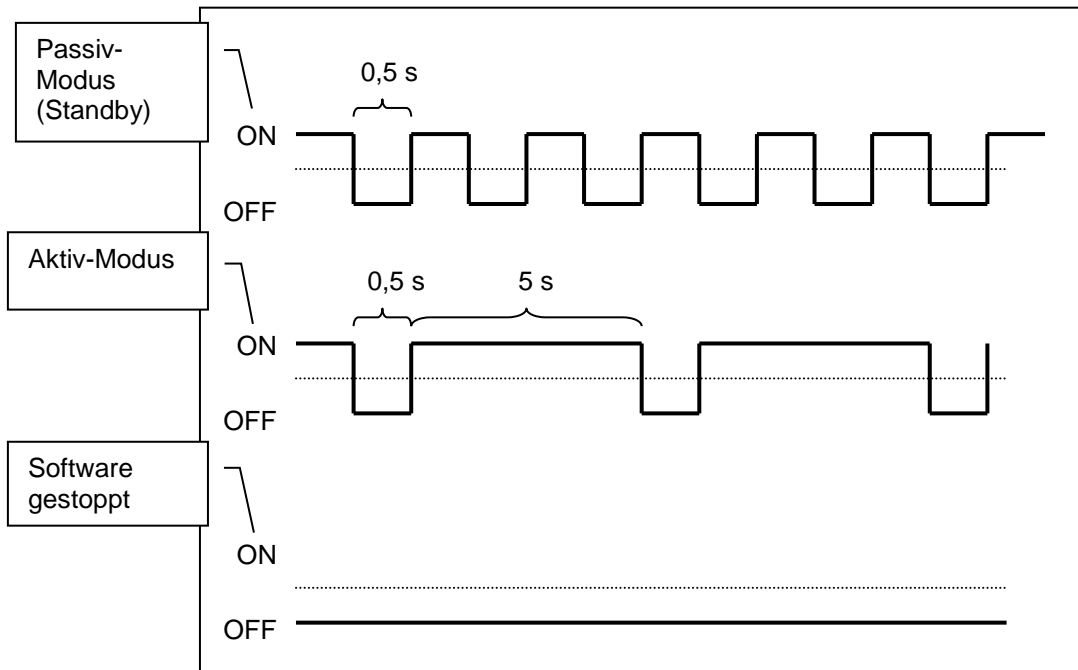 Passiv-
Modus
(Standby)
0,5 s
ON
OFF
Aktiv-Modus
0,5 s
5 s
ON
OFF
Software
gestoppt
ON
OFF